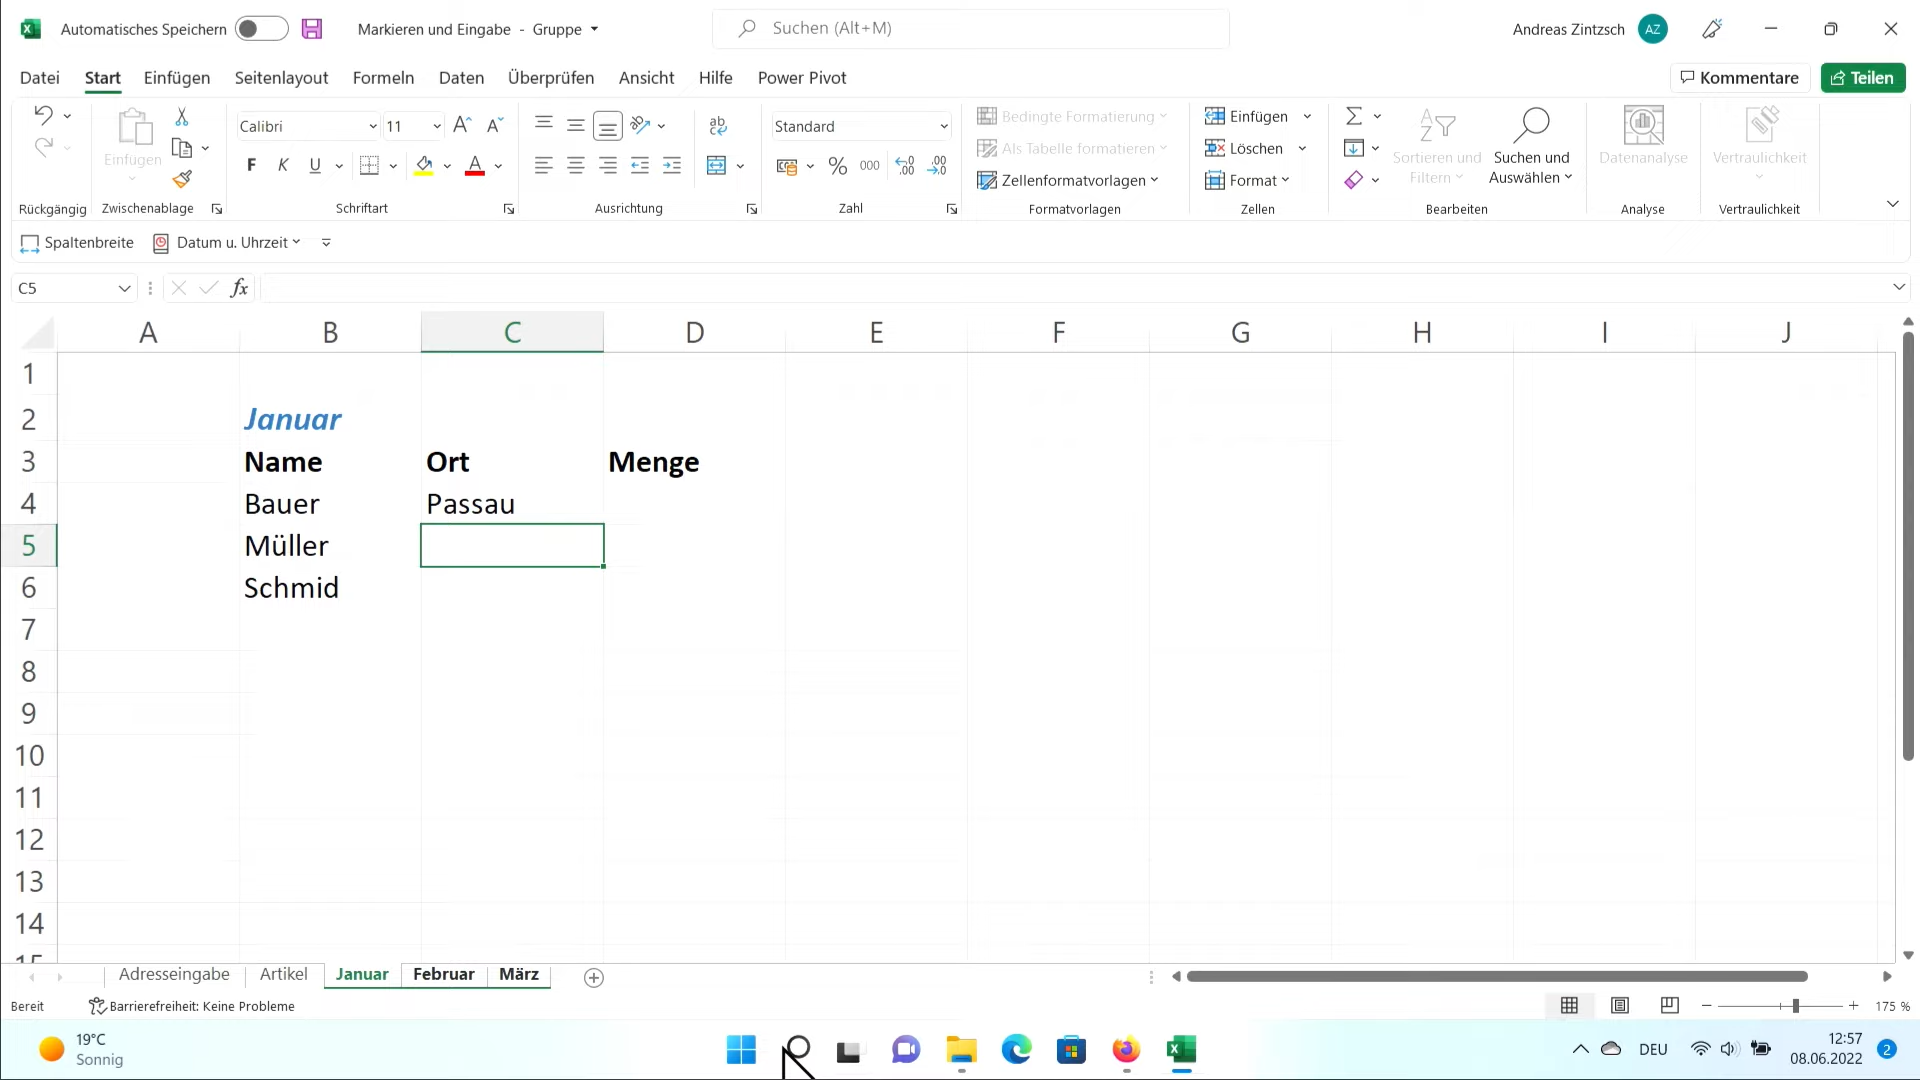 Automatisches Speichern
Markieren und Eingabe - Gruppe
Suchen (Alt+M)
Andreas Zintzsch
AZ
Datei Start Einfügen Seitenlayout Formeln Daten Überprüfen Ansicht Hilfe Power Pivot
Kommentare
Teilen
Einfügen
Calibri
11
F K U
A
ab
Standard
% 000
Bedingte Formatierung
Als Tabelle formatieren
Zellenformatvorlagen
Einfügen
Löschen
Format
Sortieren und
Filtern
Suchen und
Auswählen
Datenanalyse
Vertraulichkeit
Rückgängig
Zwischenablage
Schriftart
Ausrichtung
Zahl
Formatvorlagen
Zellen
Bearbeiten
Analyse
Vertraulichkeit
Spaltenbreite
Datum u. Uhrzeit
C5
fx
A B C D E F G H I J
1
2 Januar
3 Name Ort Menge
4 Bauer Passau
5 Müller
6 Schmid
7
8
9
10
11
12
13
14
15
Adresseingabe Artikel Januar Februar März
Bereit
Barrierefreiheit: Keine Probleme
175 %
19°C
Sonnig
DEU
12:57
08.06.2022
2